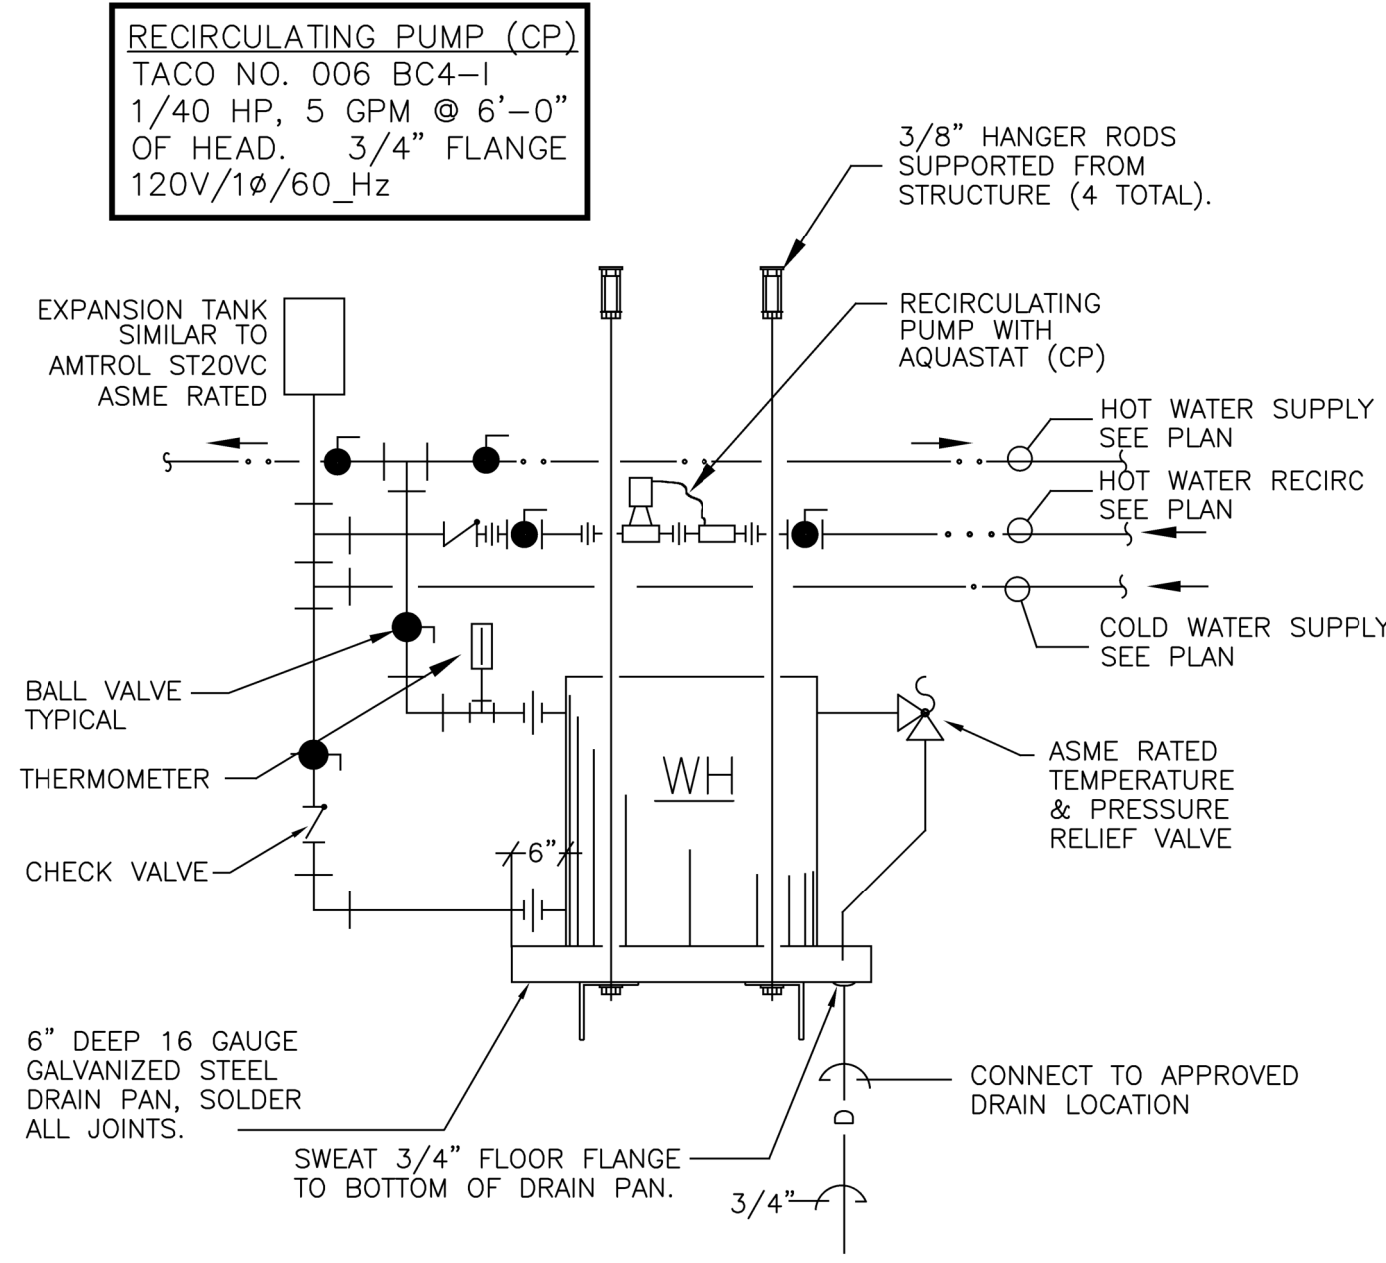 RECIRCULATING PUMP (CP)
TACO NO. 006 BC4-1
1/40 HP, 5 GPM @ 6'-0"
OF HEAD. 3/4" FLANGE
120V/1ø/60_Hz
3/8" HANGER RODS
SUPPORTED FROM
STRUCTURE (4 TOTAL).
EXPANSION TANK
SIMILAR TO
AMTROL ST20VC
ASME RATED
RECIRCULATING
PUMP WITH
AQUASTAT (CP)
HOT WATER SUPPLY
SEE PLAN
HOT WATER RECIRC
SEE PLAN
COLD WATER SUPPLY
SEE PLAN
BALL VALVE
TYPICAL
THERMOMETER
CHECK VALVE
WH
6"
ASME RATED
TEMPERATURE
& PRESSURE
RELIEF VALVE
6" DEEP 16 GAUGE
GALVANIZED STEEL
DRAIN PAN, SOLDER
ALL JOINTS.
SWEAT 3/4" FLOOR FLANGE
TO BOTTOM OF DRAIN PAN.
CONNECT TO APPROVED
DRAIN LOCATION
D
3/4"